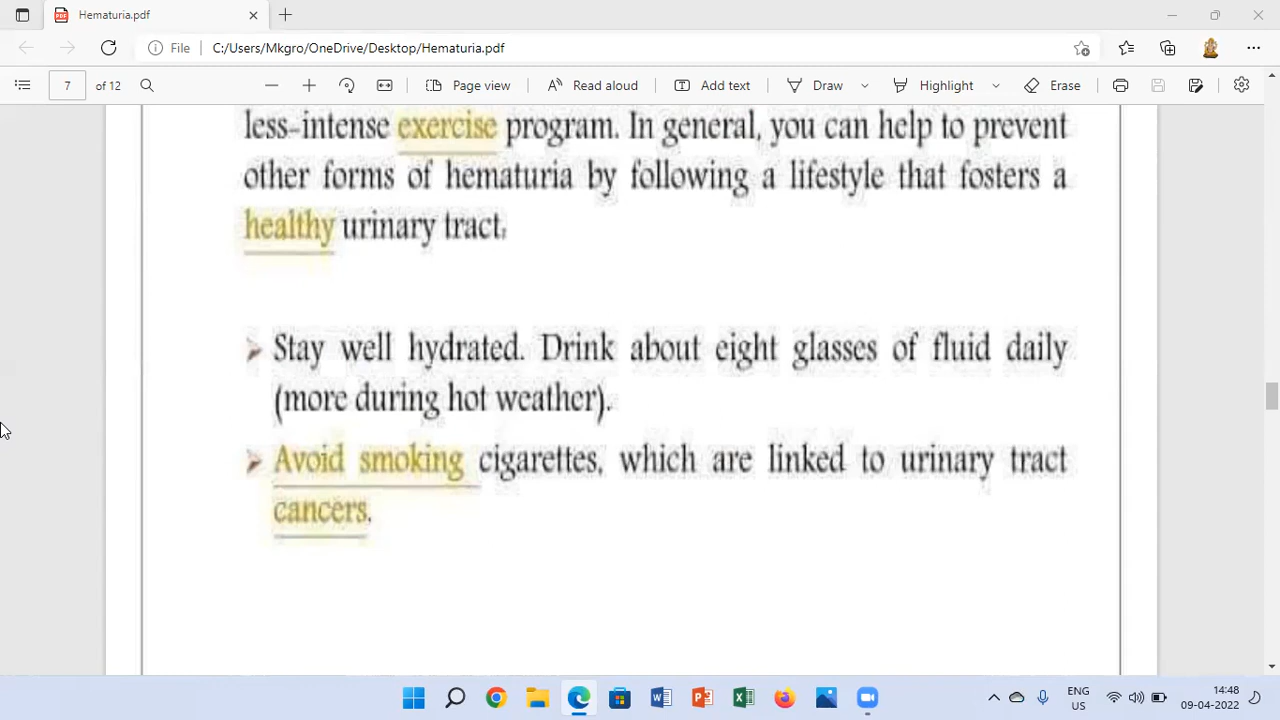 Hematuria.pdf
File C:/Users/Mkgro/OneDrive/Desktop/Hematuria.pdf
7 of 12 Page view Read aloud Add text Draw Highlight Erase
less-intense exercise program. In general, you can help to prevent
other forms of hematuria by following a lifestyle that fosters a
healthy urinary tract.
Stay well hydrated. Drink about eight glasses of fluid daily
(more during hot weather).
Avoid smoking cigarettes, which are linked to urinary tract
cancers.
ENG 14:48
US 09-04-2022